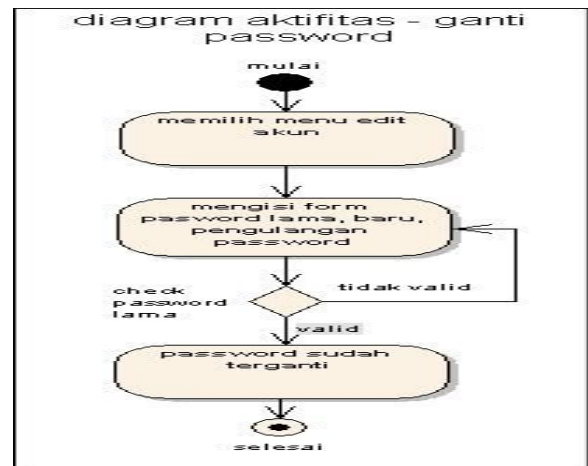 diagram aktifitas - ganti
password
mulai
memilih menu edit
akun
mengisi form
pasword lama, baru,
pengulangan
password
check
password
lama
tidak valid
valid
password sudah
terganti
selesai